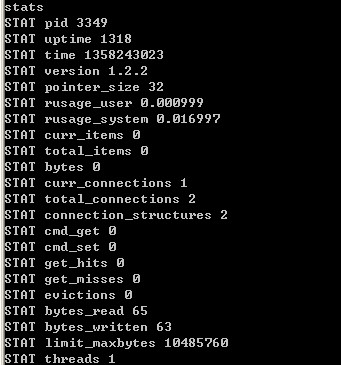 stats
STAT pid 3349
STAT uptime 1318
STAT time 1358243023
STAT version 1.2.2
STAT pointer_size 32
STAT rusage_user 0.000999
STAT rusage_system 0.016997
STAT curr_items 0
STAT total_items 0
STAT bytes 0
STAT curr_connections 1
STAT total_connections 2
STAT connection_structures 2
STAT cmd_get 0
STAT cmd_set 0
STAT get_hits 0
STAT get_misses 0
STAT evictions 0
STAT bytes_read 65
STAT bytes_written 63
STAT limit_maxbytes 10485760
STAT threads 1